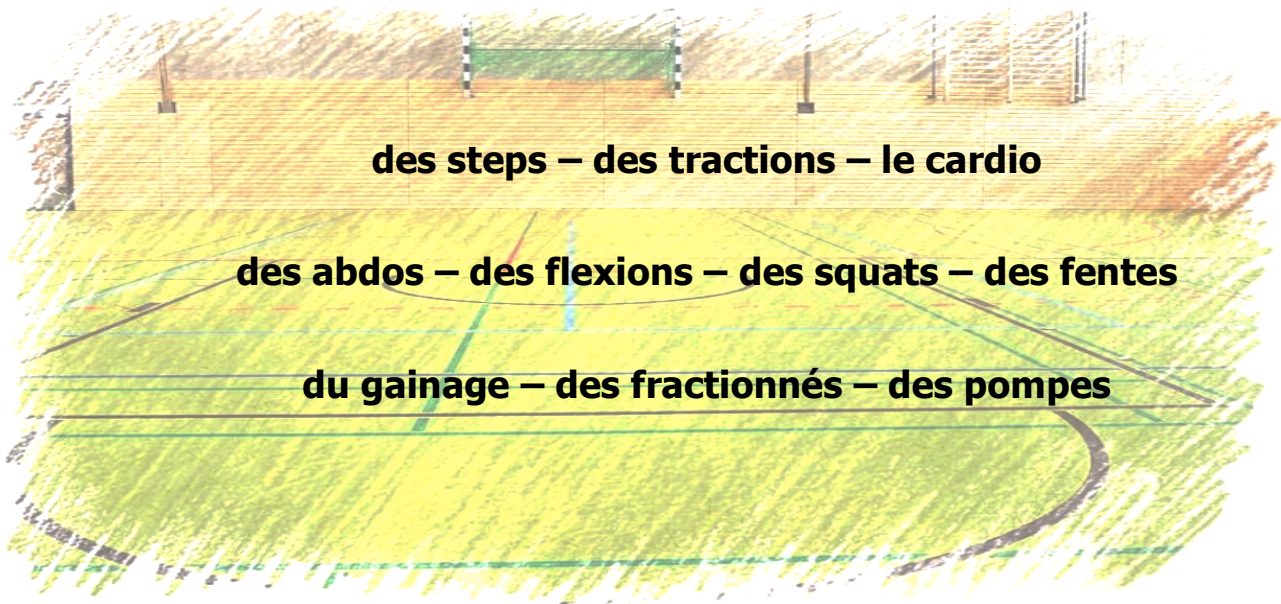 des steps – des tractions – le cardio
des abdos – des flexions – des squats – des fentes
du gainage – des fractionnés – des pompes